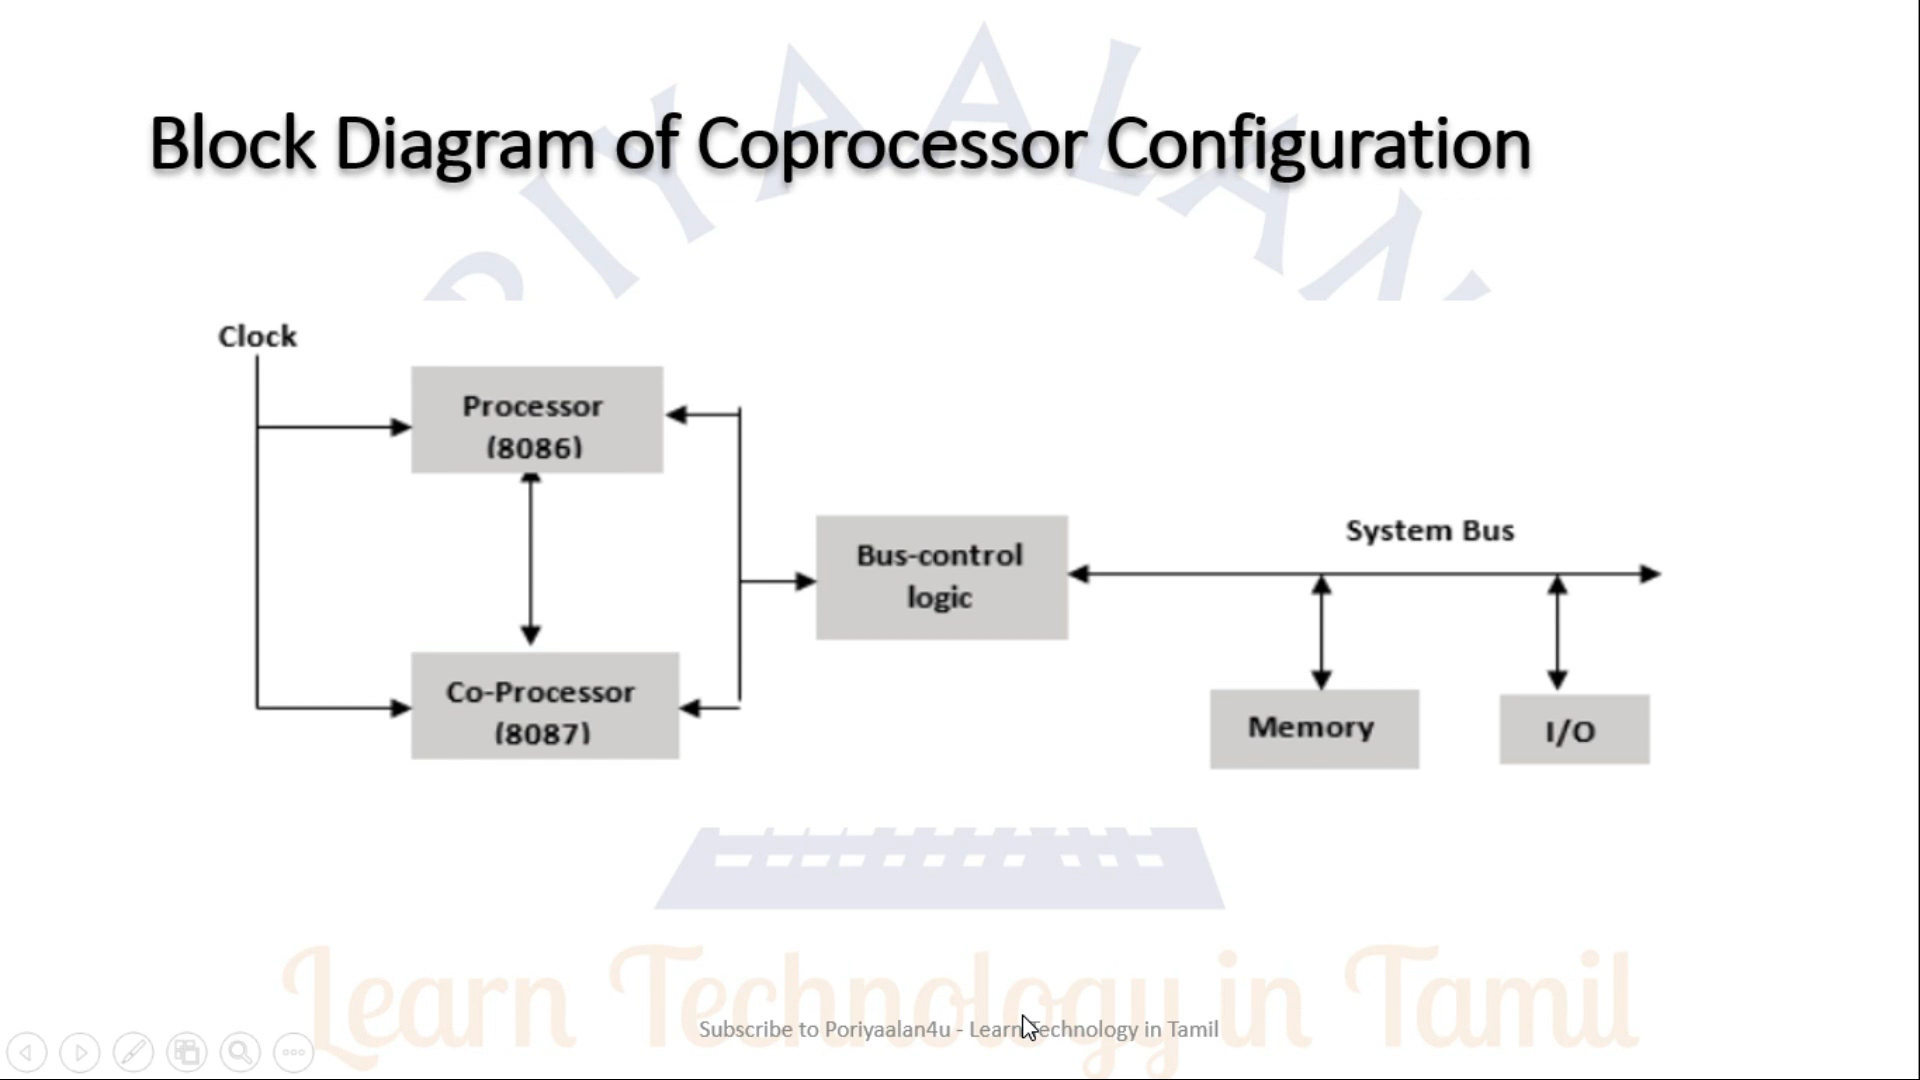 PORIYAALAN
Block Diagram of Coprocessor Configuration
Clock
Processor
(8086)
Bus-control
logic
System Bus
Co-Processor
(8087)
Memory
I/O
Learn Technology in Tamil
Subscribe to Poriyaalan4u - Learn Technology in Tamil